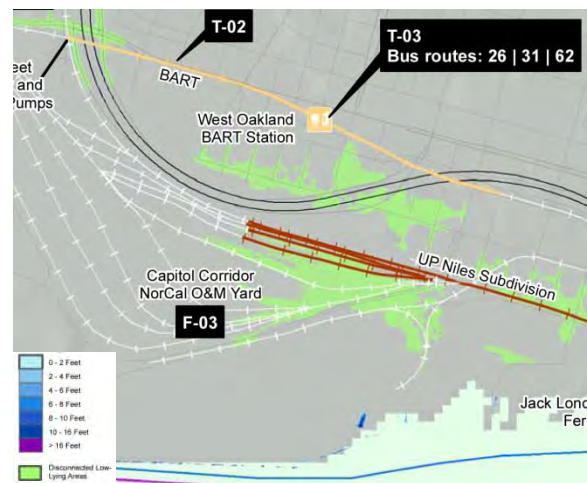 T-02
T-03
Bus routes: 26 | 31 | 62
BART
and
Pumps
West Oakland
BART Station
UP Niles Subdivision
Capitol Corridor
NorCal O&M Yard
F-03
0 - 2 Feet
2 - 4 Feet
4 - 6 Feet
6 - 8 Feet
8 - 10 Feet
10 - 16 Feet
> 16 Feet
Disconnected Low-
Lying Areas
Jack Lond
Fer